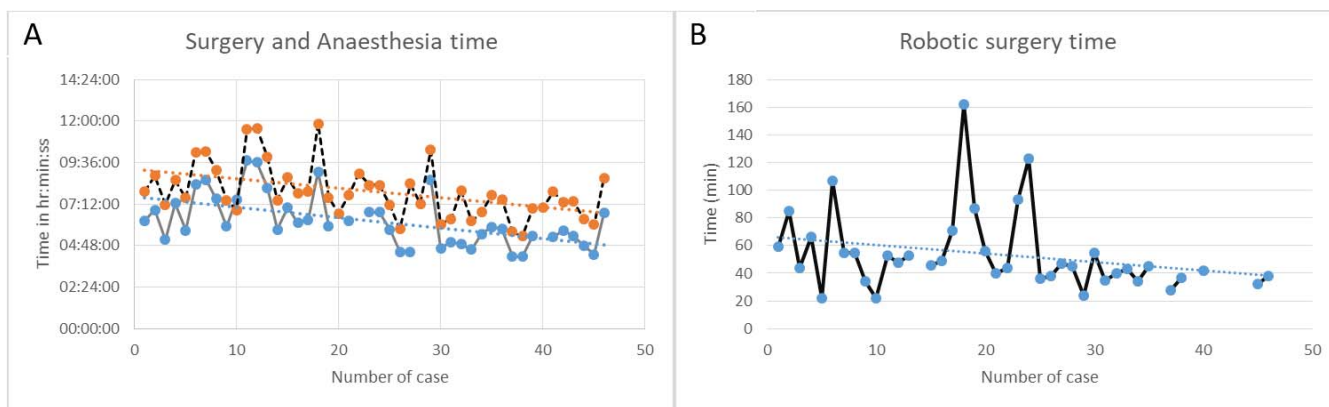 A
Surgery and Anaesthesia time
Time in hr:min:ss
14:24:00
12:00:00
09:36:00
07:12:00
04:48:00
02:24:00
00:00:00
0 10 20 30 40 50
Number of case
B
Robotic surgery time
Time (min)
180
160
140
120
100
80
60
40
20
0
0 10 20 30 40 50
Number of case